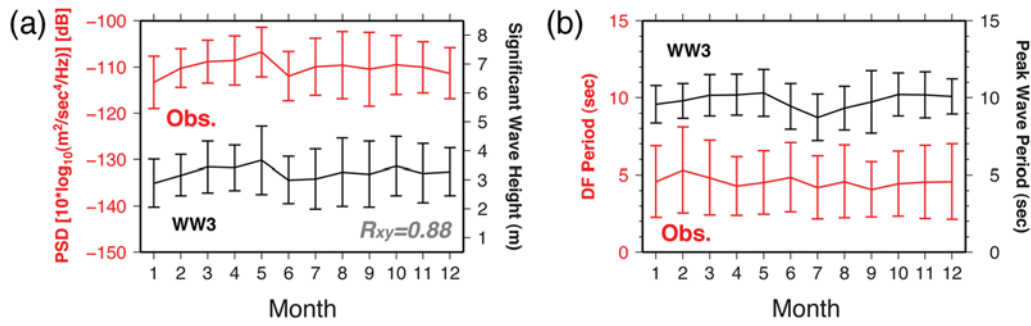 (a)
PSD [10*log10(m²/sec⁴/Hz)] [dB]
−100
−110
−120
−130
−140
−150
Obs.
WW3
Rxy=0.88
8
7
6
5
4
3
2
1
Significant Wave Height (m)
1 2 3 4 5 6 7 8 9 10 11 12
Month
(b)
DF Period (sec)
15
10
5
0
WW3
Obs.
15
10
5
0
Peak Wave Period (sec)
1 2 3 4 5 6 7 8 9 10 11 12
Month